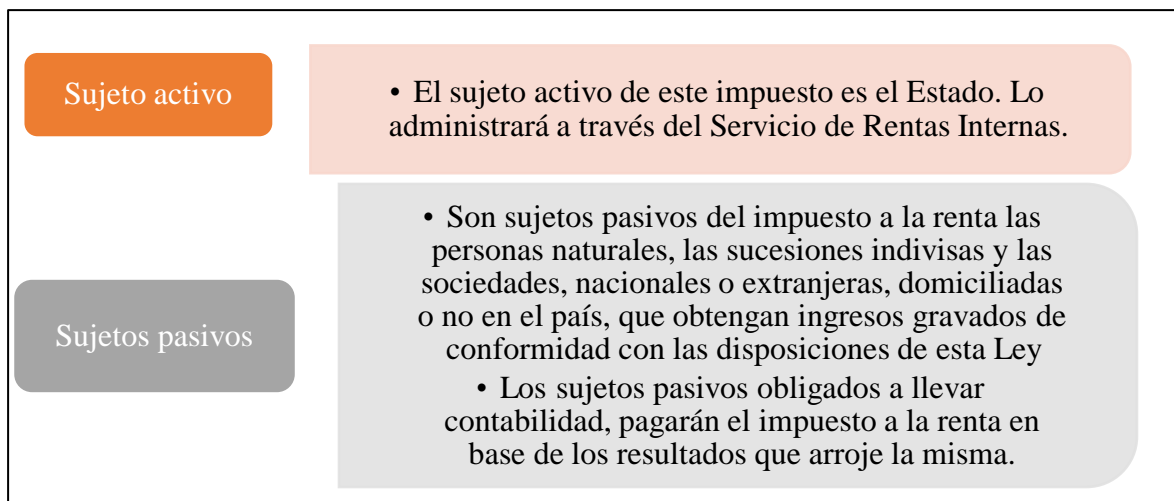 Sujeto activo
• El sujeto activo de este impuesto es el Estado. Lo
administrará a través del Servicio de Rentas Internas.
Sujetos pasivos
• Son sujetos pasivos del impuesto a la renta las
personas naturales, las sucesiones indivisas y las
sociedades, nacionales o extranjeras, domiciliadas
o no en el país, que obtengan ingresos gravados de
conformidad con las disposiciones de esta Ley
• Los sujetos pasivos obligados a llevar
contabilidad, pagarán el impuesto a la renta en
base de los resultados que arroje la misma.